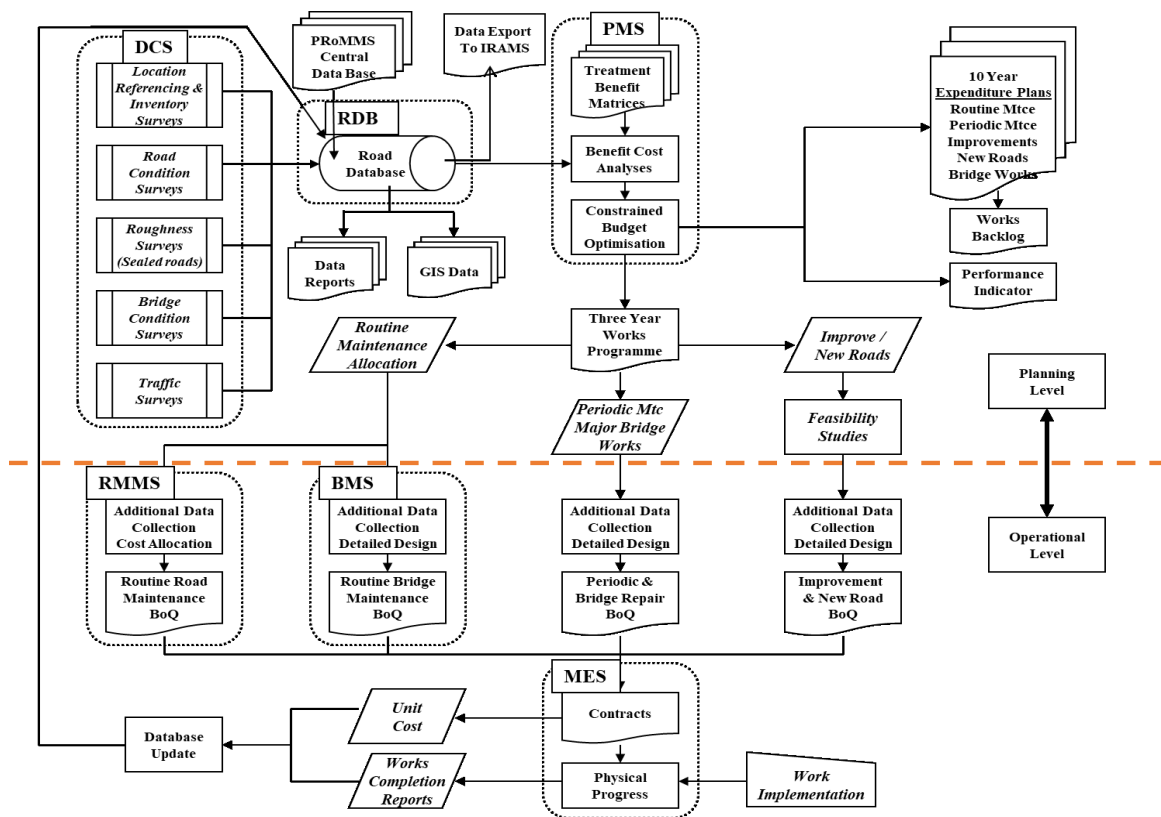 DCS
Location
Referencing &
Inventory
Surveys
Road
Condition
Surveys
Roughness
Surveys
(Sealed roads)
Bridge
Condition
Surveys
Traffic
Surveys
PRoMMS
Central
Data Base
Data Export
To IRAMS
RDB
Road
Database
Data
Reports
GIS Data
PMS
Treatment
Benefit
Matrices
Benefit Cost
Analyses
Constrained
Budget
Optimisation
10 Year
Expenditure Plans
Routine Mtce
Periodic Mtce
Improvements
New Roads
Bridge Works
Works
Backlog
Performance
Indicator
Routine
Maintenance
Allocation
Three Year
Works
Programme
Improve /
New Roads
Periodic Mtc
Major Bridge
Works
Feasibility
Studies
Planning
Level
Operational
Level
RMMS
Additional Data
Collection
Cost Allocation
Routine Road
Maintenance
BoQ
BMS
Additional Data
Collection
Detailed Design
Routine Bridge
Maintenance
BoQ
Additional Data
Collection
Detailed Design
Periodic &
Bridge Repair
BoQ
Additional Data
Collection
Detailed Design
Improvement
& New Road
BoQ
MES
Contracts
Physical
Progress
Unit
Cost
Works
Completion
Reports
Database
Update
Work
Implementation